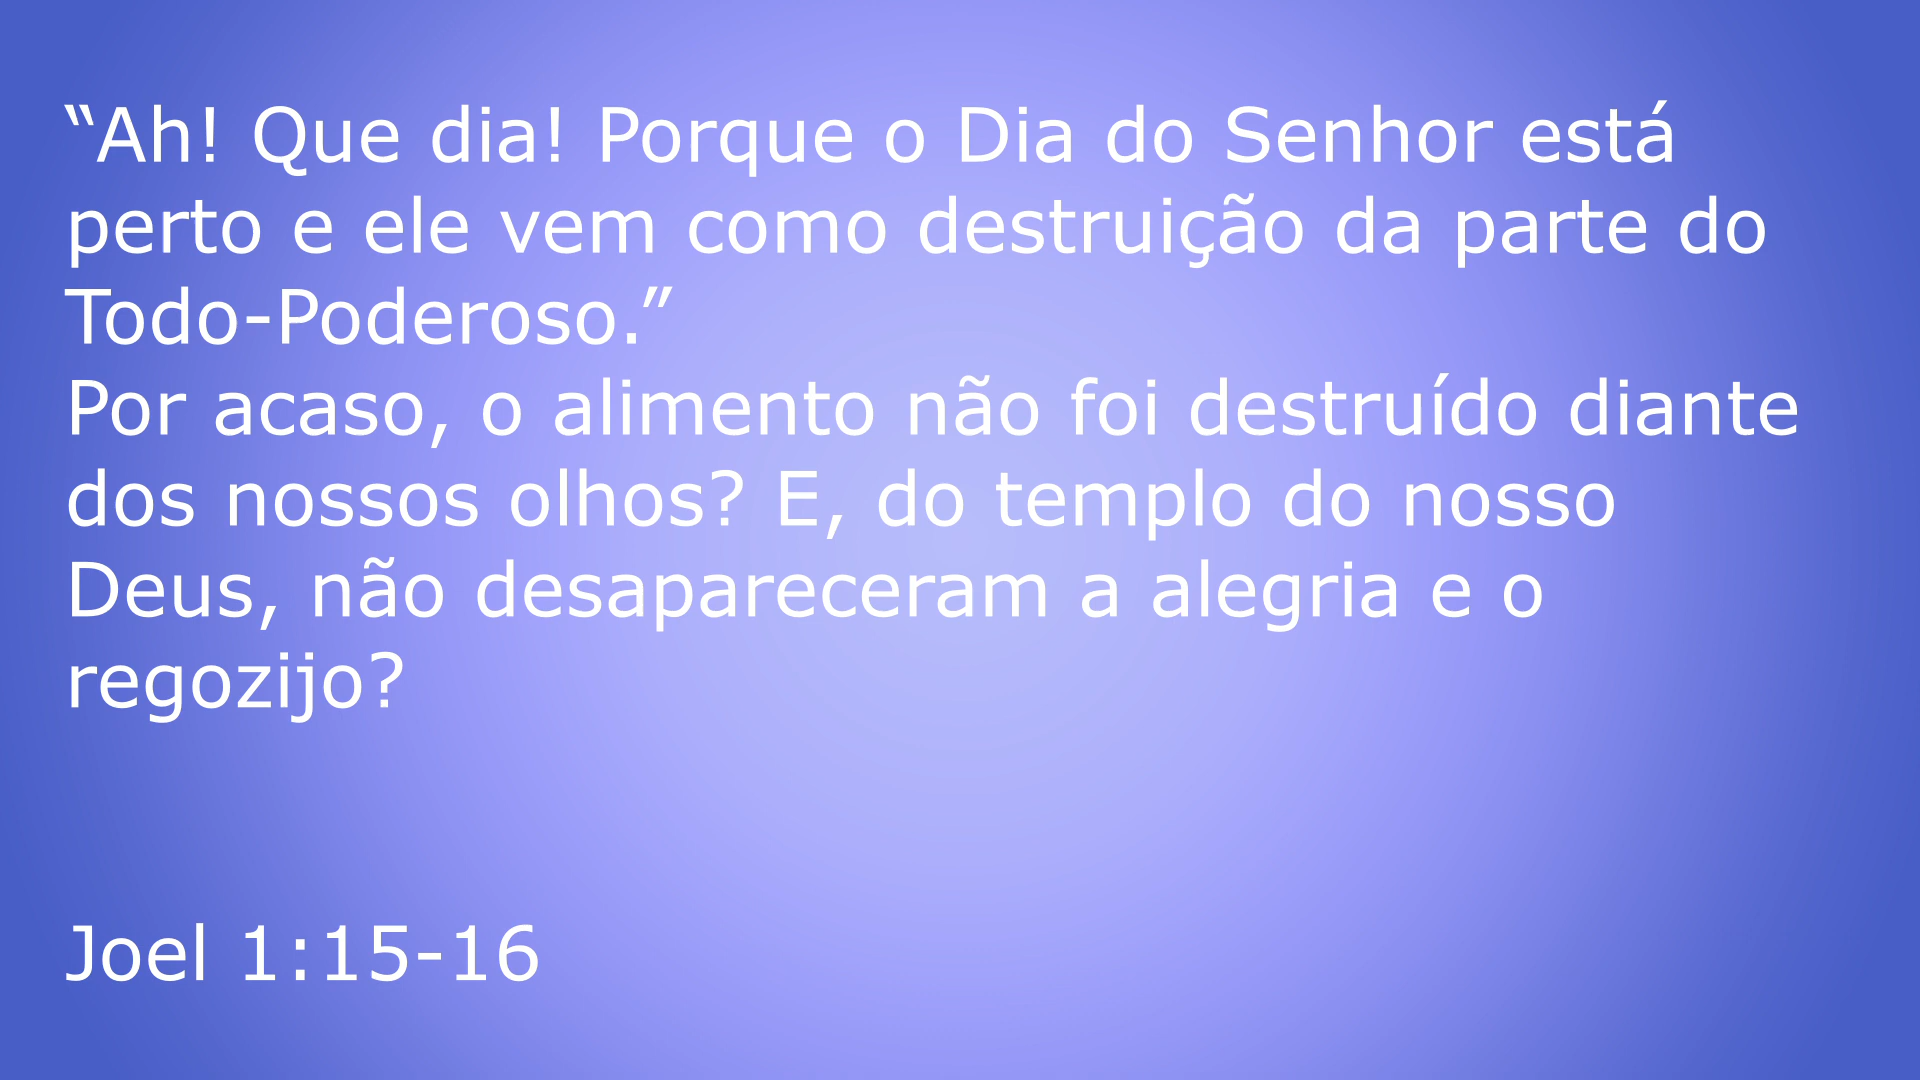 “Ah! Que dia! Porque o Dia do Senhor está
perto e ele vem como destruição da parte do
Todo-Poderoso.”
Por acaso, o alimento não foi destruído diante
dos nossos olhos? E, do templo do nosso
Deus, não desapareceram a alegria e o
regozijo?
Joel 1:15-16